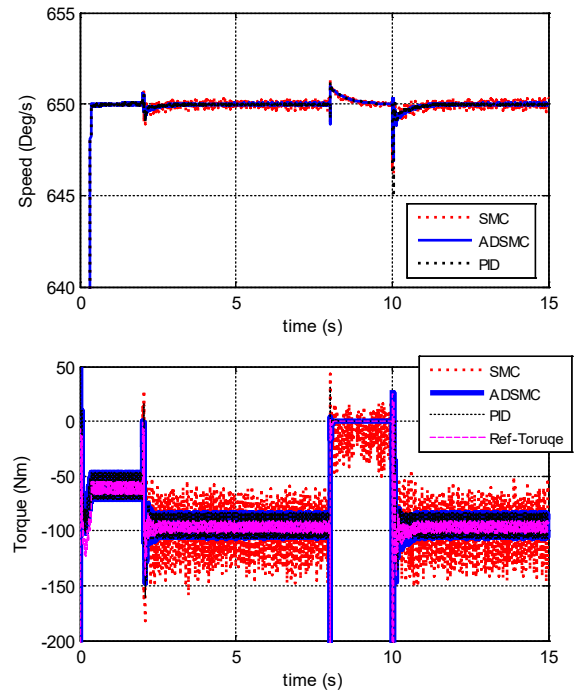 655
650
645
640
Speed (Deg/s)
SMC
ADSMC
PID
0
5
10
15
time (s)
50
0
-50
-100
-150
-200
Torque (Nm)
SMC
ADSMC
PID
Ref-Toruqe
0
5
10
15
time (s)